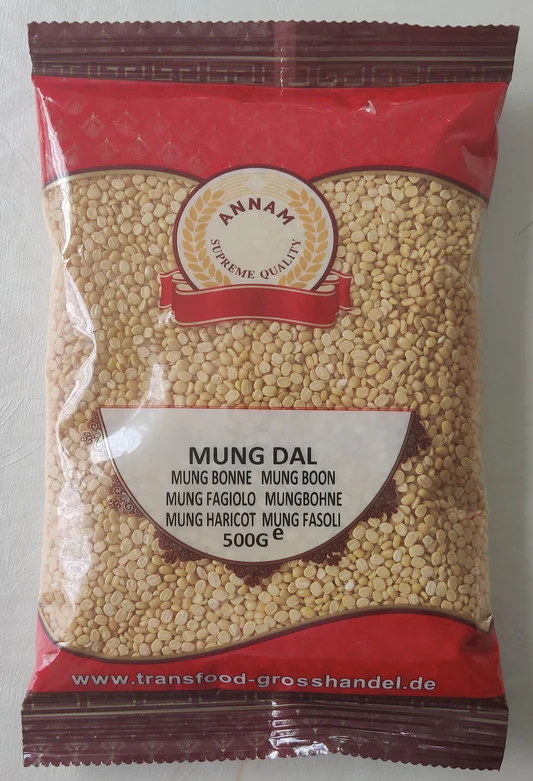 ANNAM
SUPREME QUALITY
MUNG DAL
MUNG BONNE MUNG BOON
MUNG FAGIOLO MUNGBOHNE
MUNG HARICOT MUNG FASOLI
500G e
www.transfood-grosshandel.de